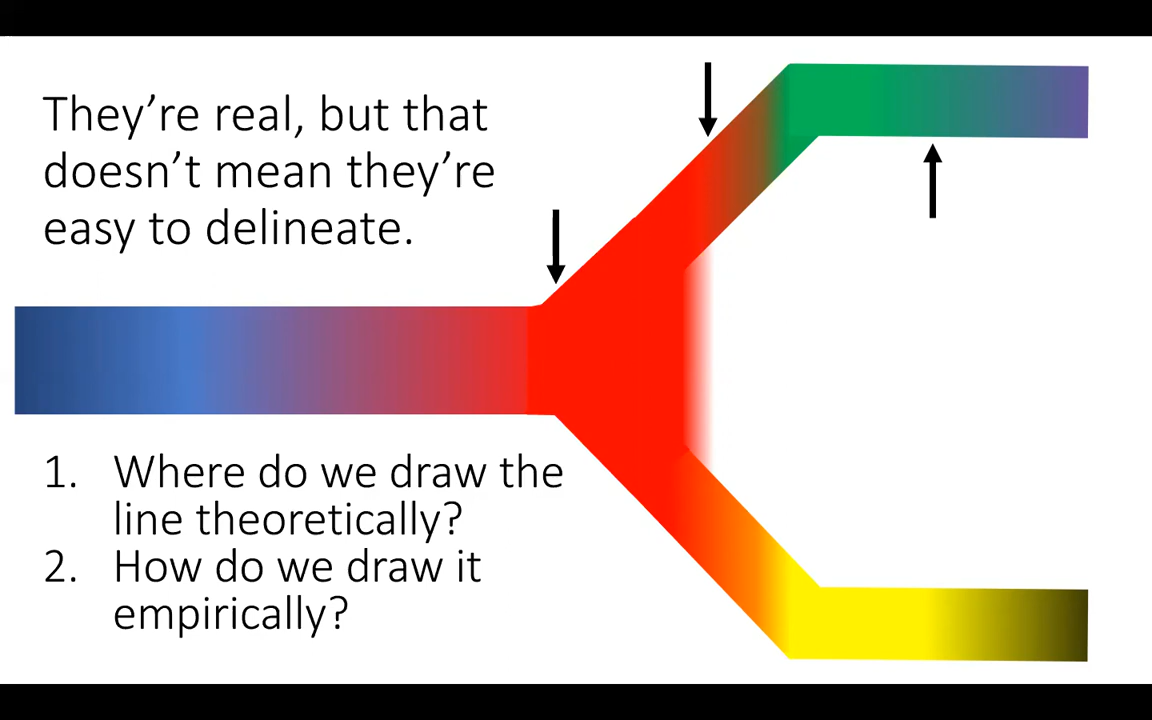 They’re real, but that
doesn’t mean they’re
easy to delineate.
1. Where do we draw the
line theoretically?
2. How do we draw it
empirically?